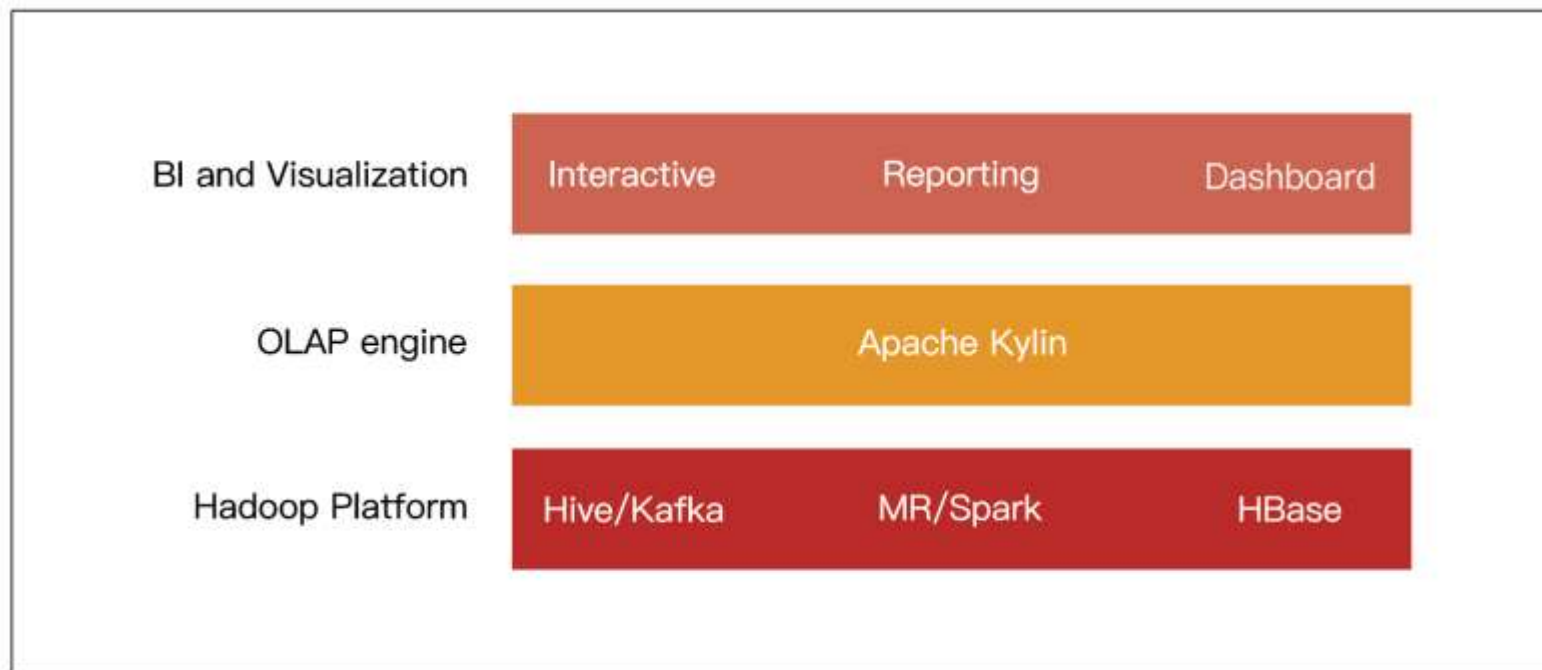 BI and Visualization Interactive Reporting Dashboard
OLAP engine Apache Kylin
Hadoop Platform Hive/Kafka MR/Spark HBase